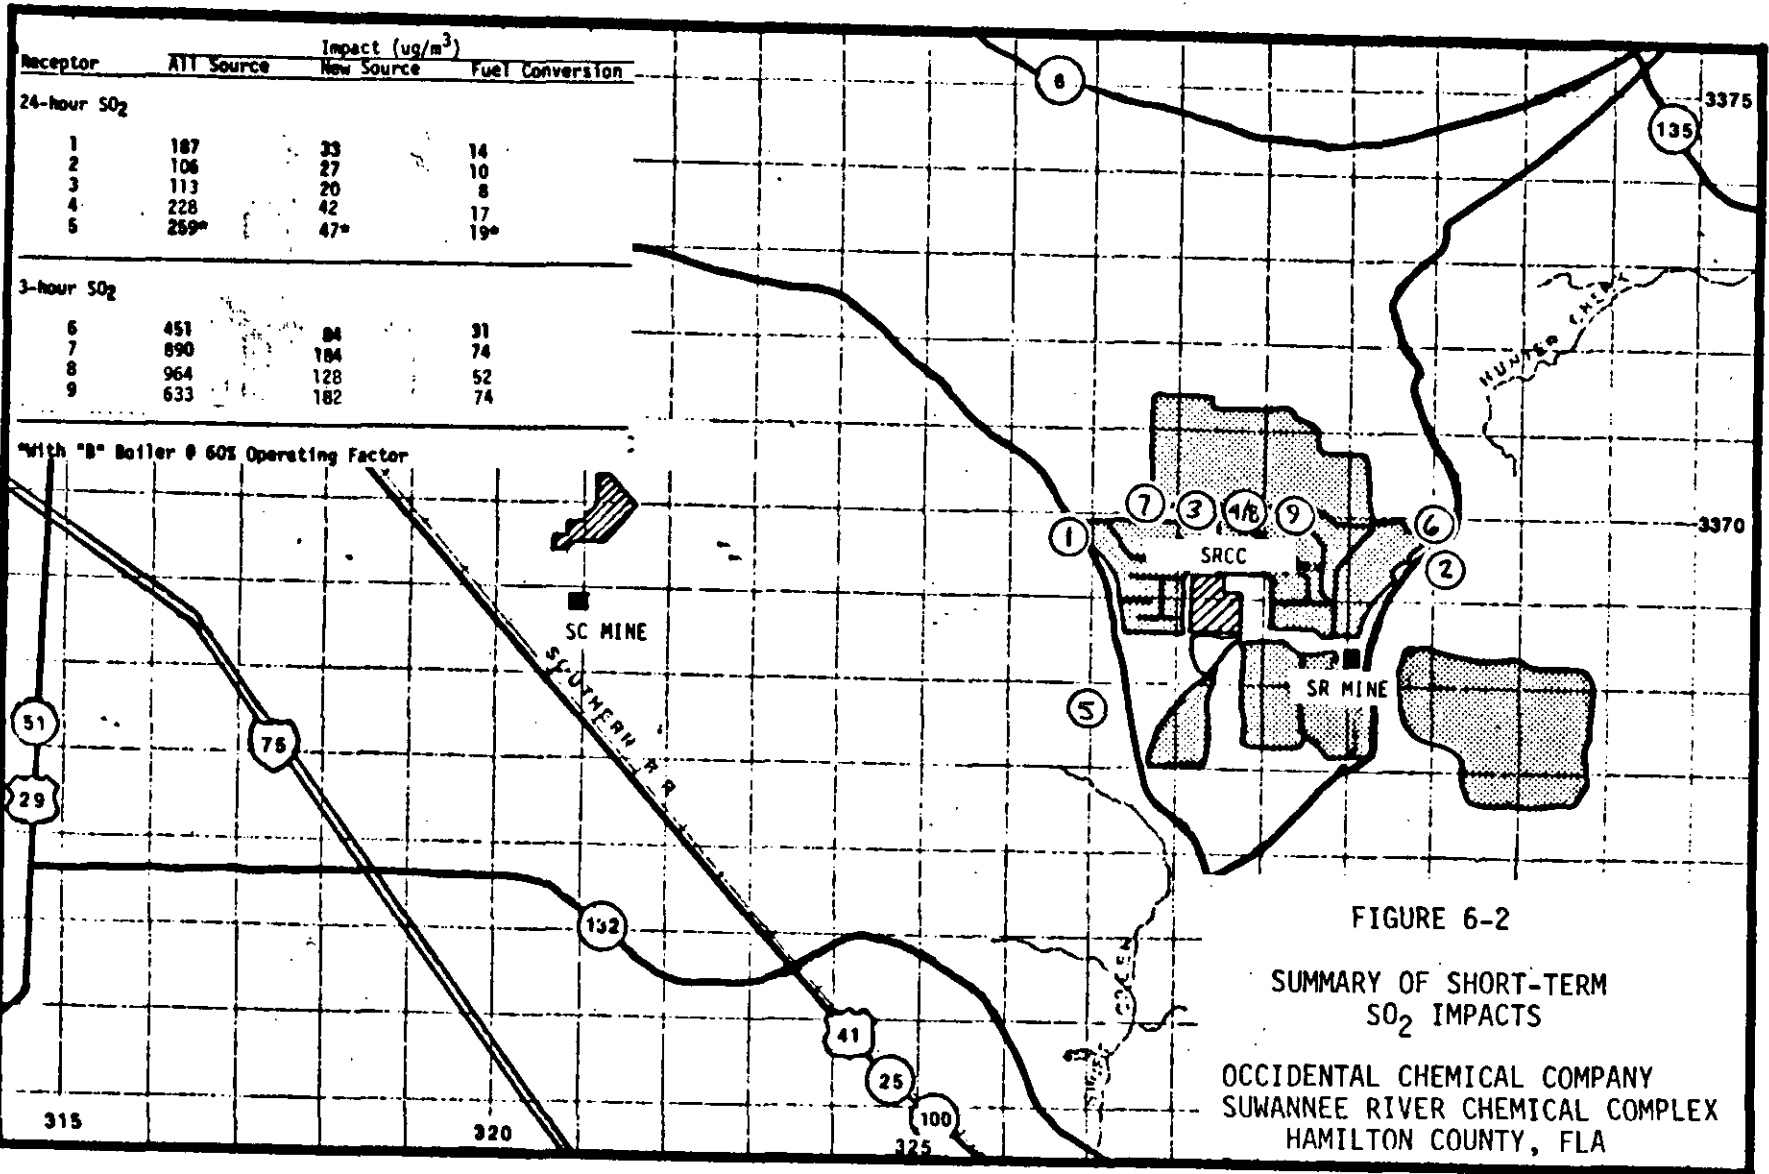 Impact (ug/m3)
Receptor All Source New Source Fuel Conversion
24-hour SO2
1 187 33 14
2 106 27 10
3 113 20 8
4 228 42 17
5 259* 47* 19*
3-hour SO2
6 451 84 31
7 890 184 74
8 964 128 52
9 633 182 74
*With "B" Boiler @ 60% Operating Factor
6
135
3375
HUNTER CREEK
7 3 4/8 9 6
1
SRCC
3370
2
SC MINE
SOUTHERN R R
SR MINE
5
51
75
29
132
41
25
100
315
320
325
FIGURE 6-2
SUMMARY OF SHORT-TERM
SO2 IMPACTS
OCCIDENTAL CHEMICAL COMPANY
SUWANNEE RIVER CHEMICAL COMPLEX
HAMILTON COUNTY, FLA